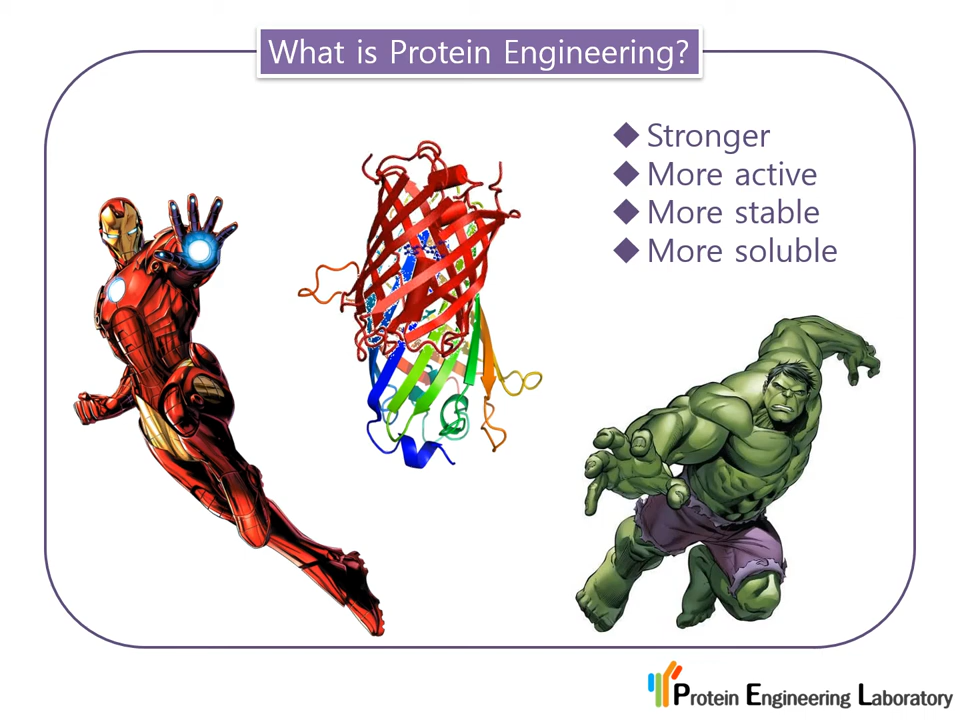 What is Protein Engineering?
◆ Stronger
◆ More active
◆ More stable
◆ More soluble
Protein Engineering Laboratory